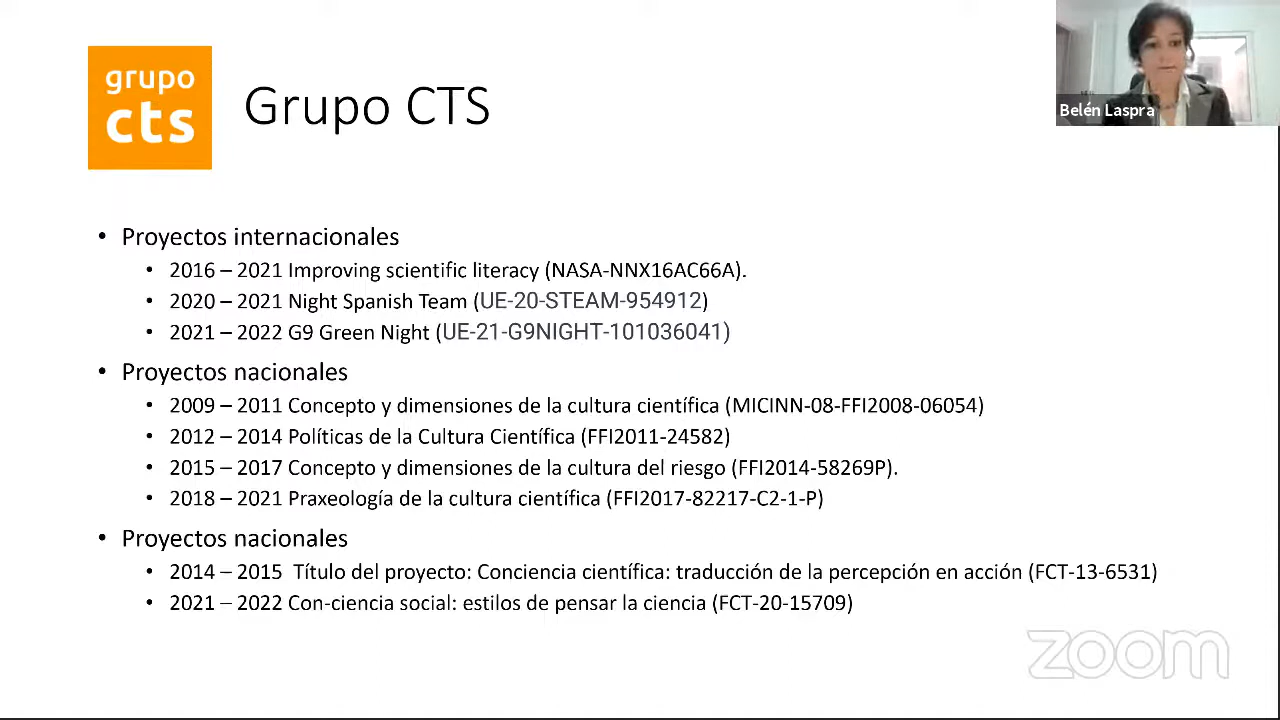 grupo
cts
Grupo CTS
Belén Laspra
• Proyectos internacionales
• 2016 – 2021 Improving scientific literacy (NASA-NNX16AC66A).
• 2020 – 2021 Night Spanish Team (UE-20-STEAM-954912)
• 2021 – 2022 G9 Green Night (UE-21-G9NIGHT-101036041)
• Proyectos nacionales
• 2009 – 2011 Concepto y dimensiones de la cultura científica (MICINN-08-FFI2008-06054)
• 2012 – 2014 Políticas de la Cultura Científica (FFI2011-24582)
• 2015 – 2017 Concepto y dimensiones de la cultura del riesgo (FFI2014-58269P).
• 2018 – 2021 Praxeología de la cultura científica (FFI2017-82217-C2-1-P)
• Proyectos nacionales
• 2014 – 2015 Título del proyecto: Conciencia científica: traducción de la percepción en acción (FCT-13-6531)
• 2021 – 2022 Con-ciencia social: estilos de pensar la ciencia (FCT-20-15709)
zoom